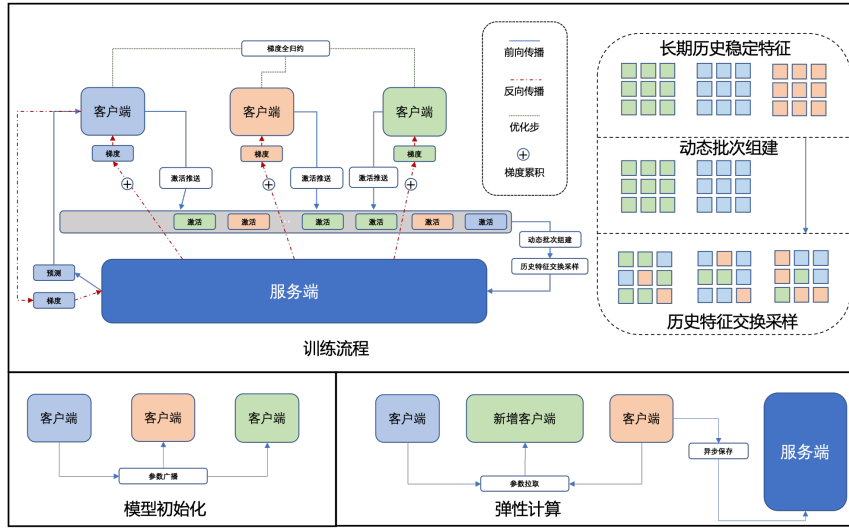 梯度全归约
客户端
客户端
客户端
梯度
梯度
梯度
激活推送
激活推送
激活推送
激活
激活
激活
激活
激活
激活
动态批次组建
历史特征交换采样
预测
梯度
服务端
训练流程
前向传播
反向传播
优化步
梯度累积
长期历史稳定特征
动态批次组建
历史特征交换采样
客户端
客户端
客户端
参数广播
模型初始化
客户端
新增客户端
客户端
参数拉取
异步保存
服务端
弹性计算